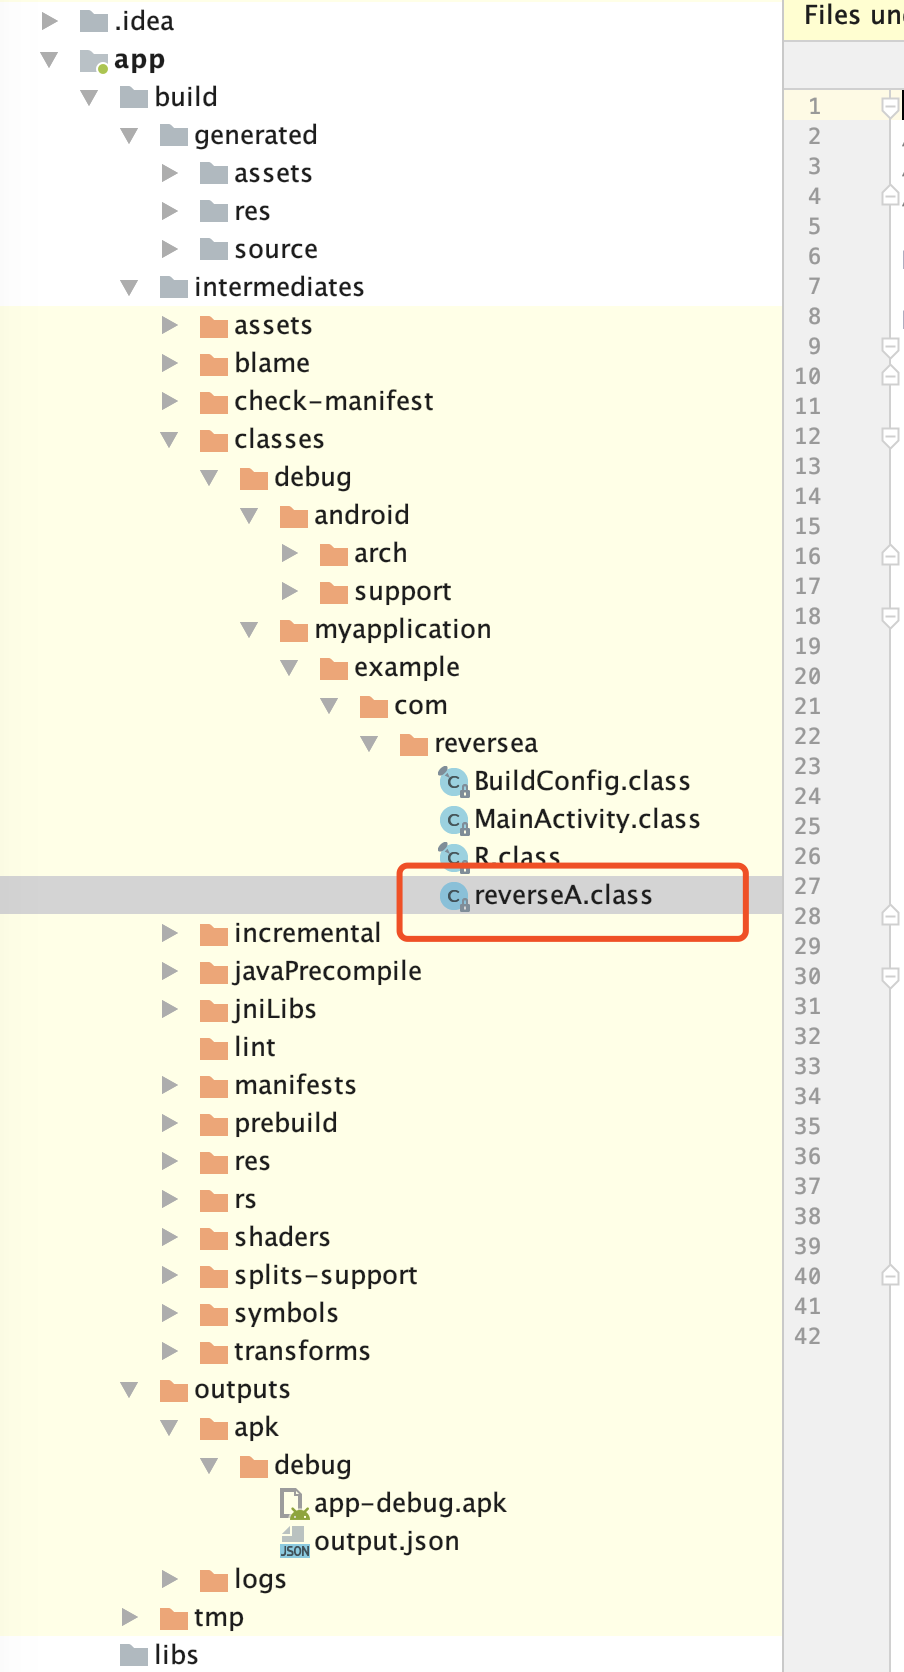 .idea
Files un
app
build
1
generated
2
assets
3
4
res
5
source
6
intermediates
7
8
assets
9
blame
10
check-manifest
11
classes
12
debug
13
14
android
15
arch
16
support
17
18
myapplication
19
example
20
com
21
reversea
22
23
BuildConfig.class
24
MainActivity.class
25
R.class
26
reverseA.class
27
28
incremental
29
javaPrecompile
30
jniLibs
31
lint
32
33
manifests
34
prebuild
35
res
36
37
rs
38
shaders
39
splits-support
40
symbols
41
transforms
42
outputs
apk
debug
app-debug.apk
JSON output.json
logs
tmp
libs